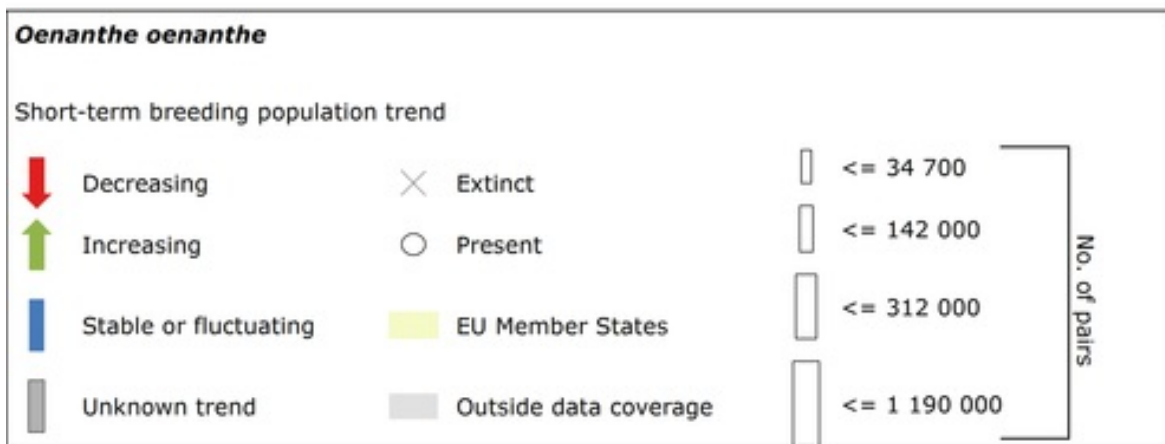 Oenanthe oenanthe
Short-term breeding population trend
Decreasing
Increasing
Stable or fluctuating
Unknown trend
Extinct
Present
EU Member States
Outside data coverage
<= 34 700
<= 142 000
<= 312 000
<= 1 190 000
No. of pairs